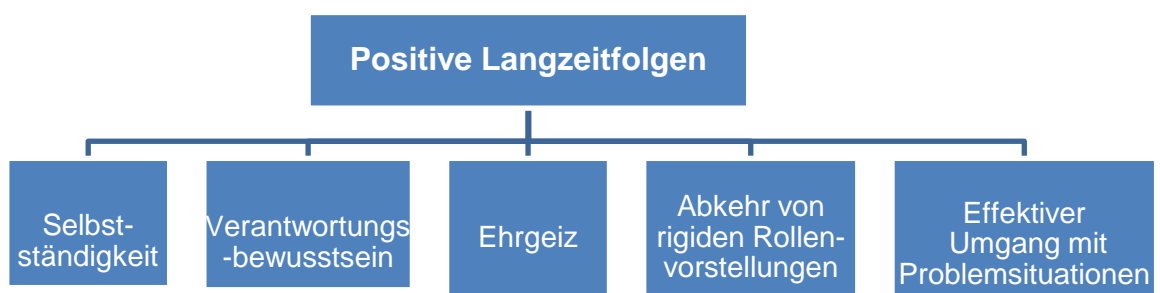 Positive Langzeitfolgen
Selbst-
ständigkeit
Verantwortungs
-bewusstsein
Ehrgeiz
Abkehr von
rigiden Rollen-
vorstellungen
Effektiver
Umgang mit
Problemsituationen